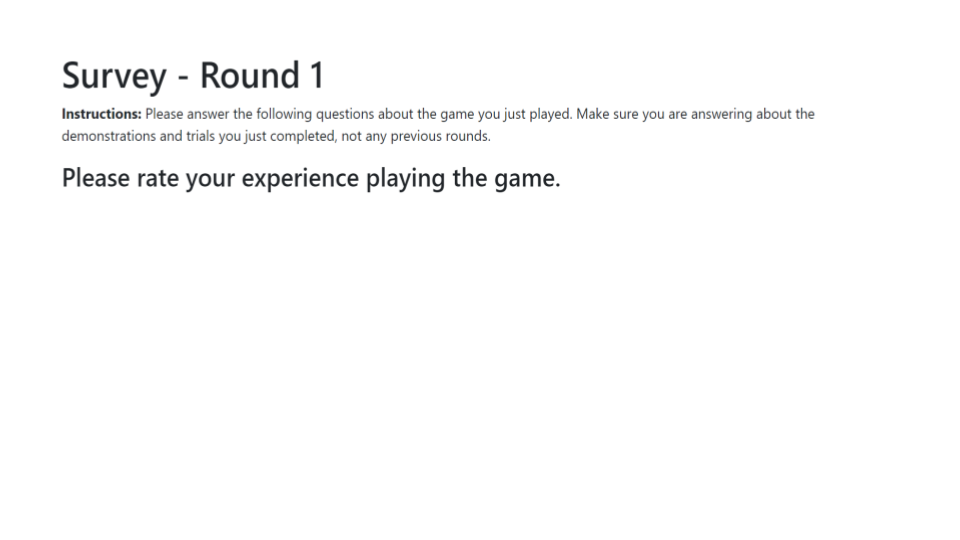 Survey - Round 1
Instructions: Please answer the following questions about the game you just played. Make sure you are answering about the
demonstrations and trials you just completed, not any previous rounds.
Please rate your experience playing the game.